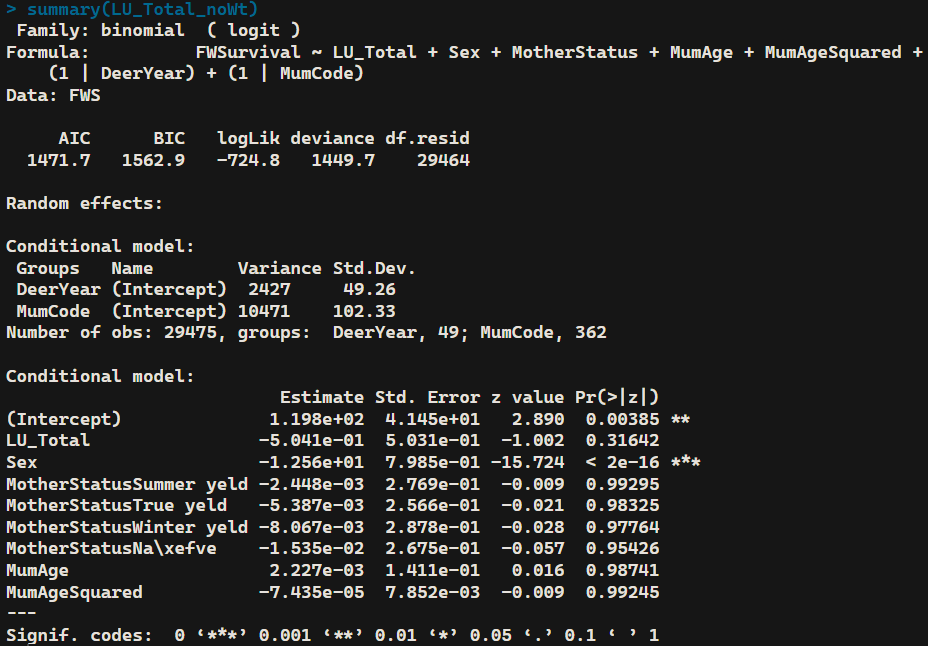 > summary(LU_Total_noWt)
 Family: binomial  ( logit )
Formula:          FWSurvival ~ LU_Total + Sex + MotherStatus + MumAge + MumAgeSquared +
    (1 | DeerYear) + (1 | MumCode)
Data: FWS
     AIC      BIC   logLik deviance df.resid
  1471.7   1562.9   -724.8   1449.7    29464
Random effects:
Conditional model:
 Groups   Name        Variance Std.Dev.
 DeerYear (Intercept)  2427     49.26
 MumCode  (Intercept) 10471    102.33
Number of obs: 29475, groups:  DeerYear, 49; MumCode, 362
Conditional model:
                          Estimate Std. Error z value Pr(>|z|)
(Intercept)              1.198e+02  4.145e+01   2.890  0.00385 **
LU_Total                -5.041e-01  5.031e-01  -1.002  0.31642
Sex                     -1.256e+01  7.985e-01 -15.724  < 2e-16 ***
MotherStatusSummer yeld -2.448e-03  2.769e-01  -0.009  0.99295
MotherStatusTrue yeld   -5.387e-03  2.566e-01  -0.021  0.98325
MotherStatusWinter yeld -8.067e-03  2.878e-01  -0.028  0.97764
MotherStatusNa\xefve    -1.535e-02  2.675e-01  -0.057  0.95426
MumAge                   2.227e-03  1.411e-01   0.016  0.98741
MumAgeSquared           -7.435e-05  7.852e-03  -0.009  0.99245
---
Signif. codes:  0 ‘***’ 0.001 ‘**’ 0.01 ‘*’ 0.05 ‘.’ 0.1 ‘ ’ 1